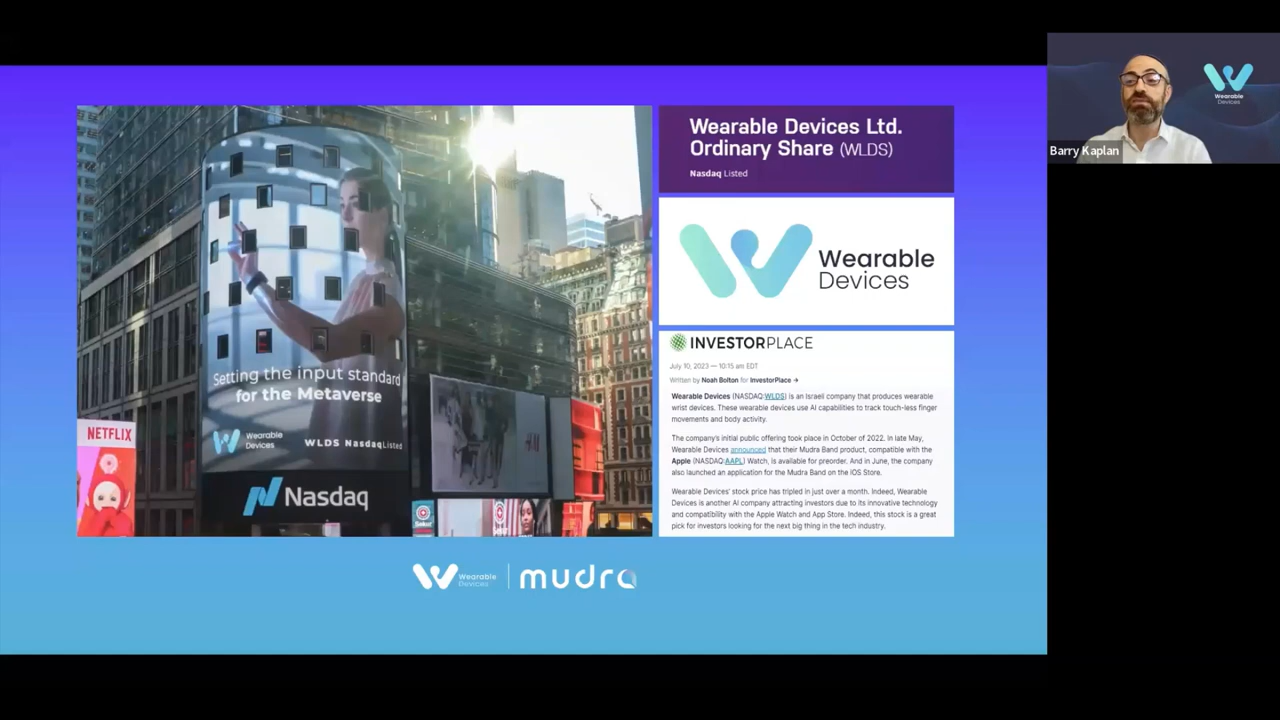 Setting the input standard
for the Metaverse
Wearable
Devices
WLDS Nasdaq Listed
NETFLIX
Nasdaq
H&M
Wearable Devices Ltd.
Ordinary Share (WLDS)
Nasdaq Listed
Wearable
Devices
INVESTORPLACE
July 10, 2023 — 10:15 am EDT
Written by Noah Bolton for InvestorPlace →
Wearable Devices (NASDAQ:WLDS) is an Israeli company that produces wearable
wrist devices. These wearable devices use AI capabilities to track touch-less finger
movements and body activity.
The company's initial public offering took place in October of 2022. In late May,
Wearable Devices announced that their Mudra Band product, compatible with the
Apple (NASDAQ:AAPL) Watch, is available for preorder. And in June, the company
also launched an application for the Mudra Band on the iOS Store.
Wearable Devices' stock price has tripled in just over a month. Indeed, Wearable
Devices is another AI company attracting investors due to its innovative technology
and compatibility with the Apple Watch and App Store. Indeed, this stock is a great
pick for investors looking for the next big thing in the tech industry.
Wearable
Devices
mudra
Wearable
Devices
Barry Kaplan